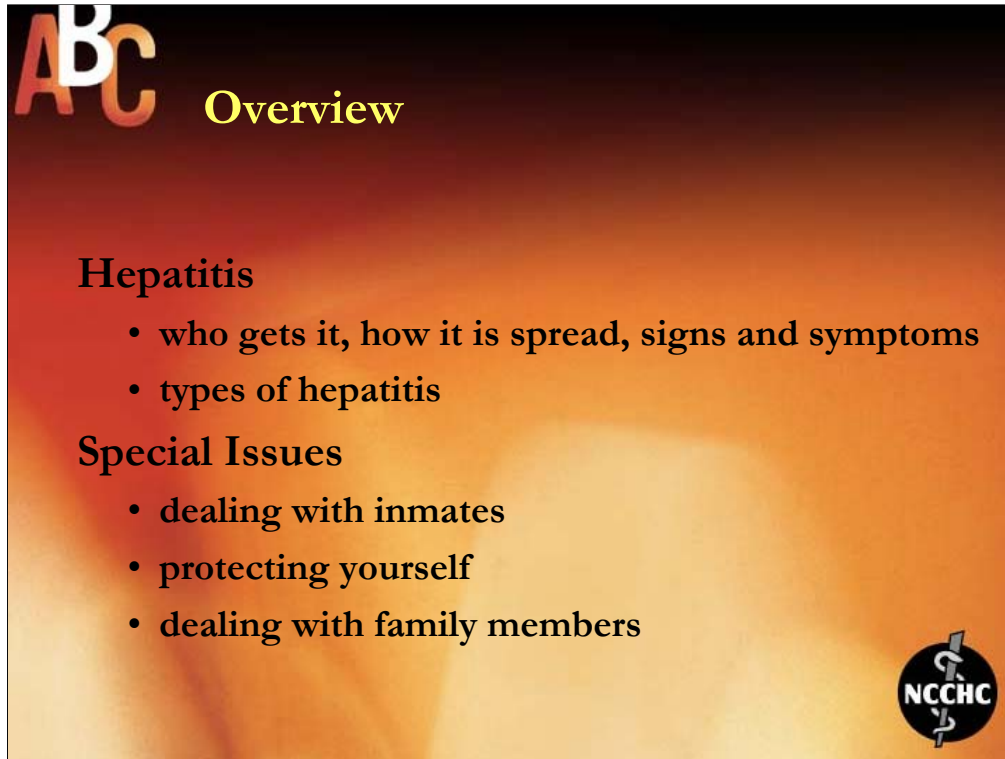 ABC
Overview
Hepatitis
• who gets it, how it is spread, signs and symptoms
• types of hepatitis
Special Issues
• dealing with inmates
• protecting yourself
• dealing with family members
NCCHC